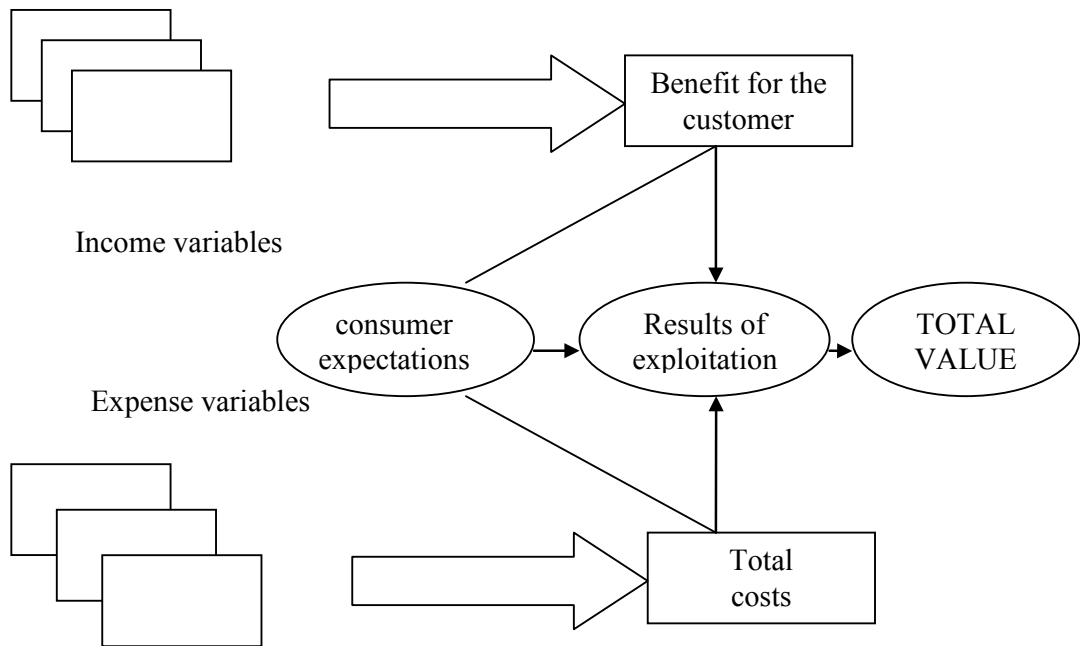 Benefit for the
customer
Income variables
consumer
expectations
Results of
exploitation
TOTAL
VALUE
Expense variables
Total
costs